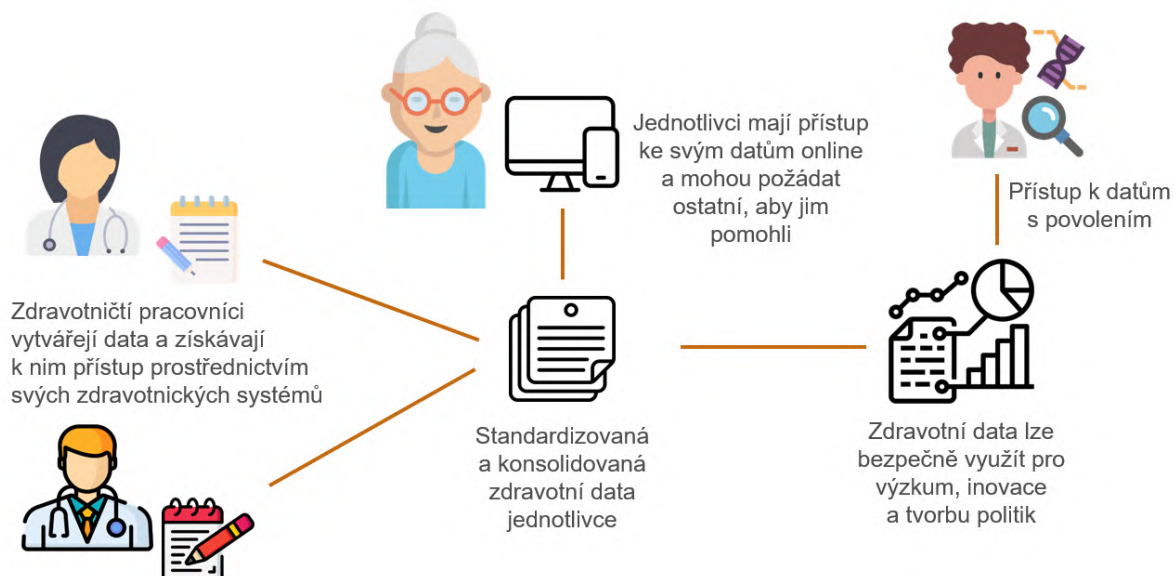 Jednotlivci mají přístup
ke svým datům online
a mohou požádat
ostatní, aby jim
pomohli
Přístup k datům
s povolením
Zdravotničtí pracovníci
vytvářejí data a získávají
k nim přístup prostřednictvím
svých zdravotnických systémů
Standardizovaná
a konsolidovaná
zdravotní data
jednotlivce
Zdravotní data lze
bezpečně využít pro
výzkum, inovace
a tvorbu politik